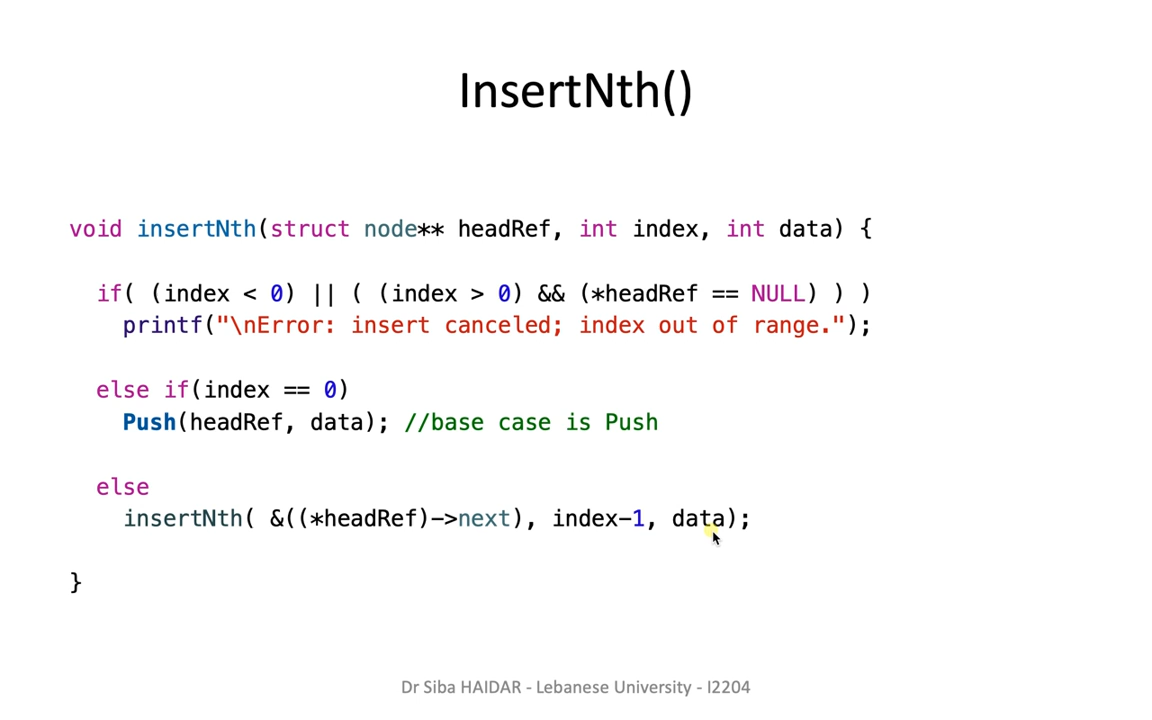 InsertNth()
void insertNth(struct node** headRef, int index, int data) {
if( (index < 0) || ( (index > 0) && (*headRef == NULL) ) )
printf("\nError: insert canceled; index out of range.");
else if(index == 0)
Push(headRef, data); //base case is Push
else
insertNth( &((*headRef)->next), index-1, data);
}
Dr Siba HAIDAR - Lebanese University - I2204